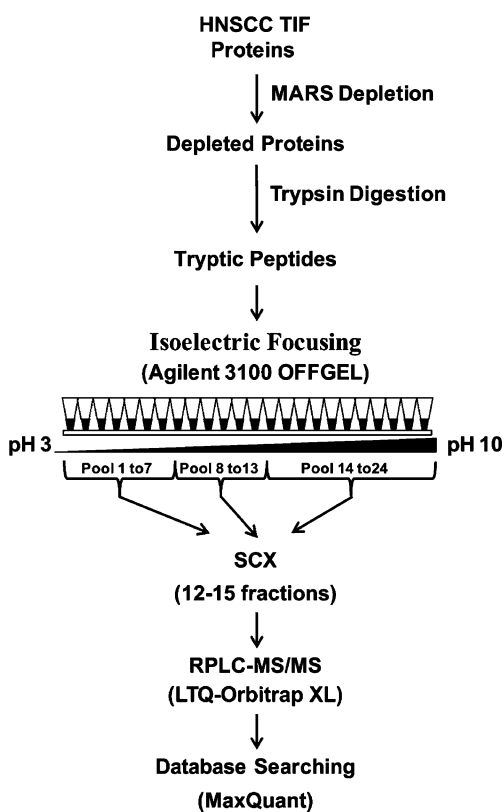 HNSCC TIF
Proteins
MARS Depletion
Depleted Proteins
Trypsin Digestion
Tryptic Peptides
Isoelectric Focusing
(Agilent 3100 OFFGEL)
pH 3
pH 10
Pool 1 to7
Pool 8 to13
Pool 14 to24
SCX
(12-15 fractions)
RPLC-MS/MS
(LTQ-Orbitrap XL)
Database Searching
(MaxQuant)